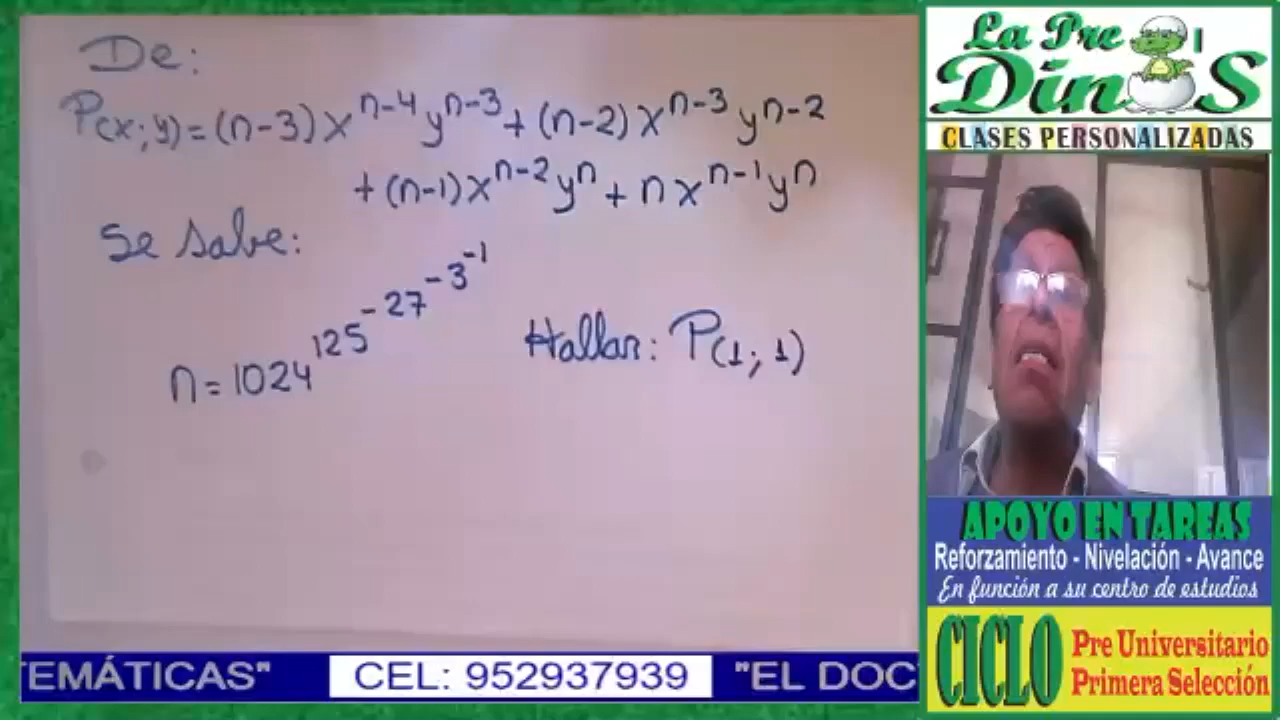 De:
P(x; y) = (n-3) x^{n-4} y^{n-3} + (n-2) x^{n-3} y^{n-2}
+ (n-1) x^{n-2} y^{n} + n x^{n-1} y^{n}
Se sabe:
n = 1024^{125^{-27^{-3^{-1}}}}
Hallar: P(1; 1)
La Pre
DinoS
CLASES PERSONALIZADAS
APOYO EN TAREAS
Reforzamiento - Nivelación - Avance
En función a su centro de estudios
CICLO Pre Universitario
Primera Selección
TEMÁTICAS" CEL: 952937939 "EL DOC